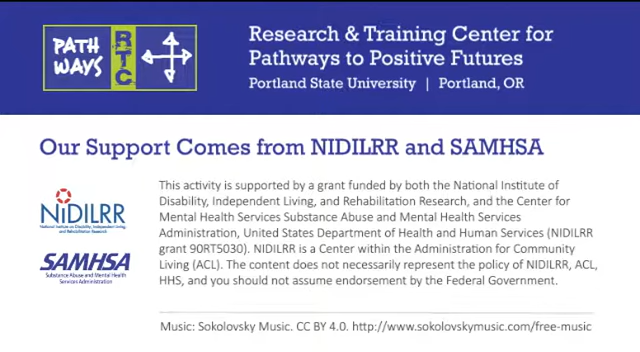 PATH
WAYS
RTC
Research & Training Center for
Pathways to Positive Futures
Portland State University | Portland, OR
Our Support Comes from NIDILRR and SAMHSA
NIDILRR
National Institute on Disability, Independent Living,
and Rehabilitation Research
SAMHSA
Substance Abuse and Mental Health
Services Administration
This activity is supported by a grant funded by both the National Institute of
Disability, Independent Living, and Rehabilitation Research, and the Center for
Mental Health Services Substance Abuse and Mental Health Services
Administration, United States Department of Health and Human Services (NIDILRR
grant 90RT5030). NIDILRR is a Center within the Administration for Community
Living (ACL). The content does not necessarily represent the policy of NIDILRR, ACL,
HHS, and you should not assume endorsement by the Federal Government.
Music: Sokolovsky Music. CC BY 4.0. http://www.sokolovskymusic.com/free-music